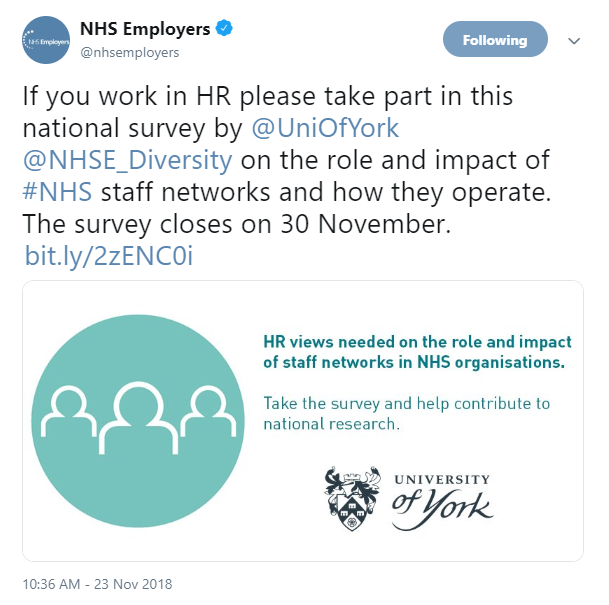 NHS Employers
@nhsemployers
Following
NHS Employers
If you work in HR please take part in this
national survey by @UniOfYork
@NHSE_Diversity on the role and impact of
#NHS staff networks and how they operate.
The survey closes on 30 November.
bit.ly/2zENC0i
HR views needed on the role and impact
of staff networks in NHS organisations.
Take the survey and help contribute to
national research.
UNIVERSITY
of York
10:36 AM - 23 Nov 2018